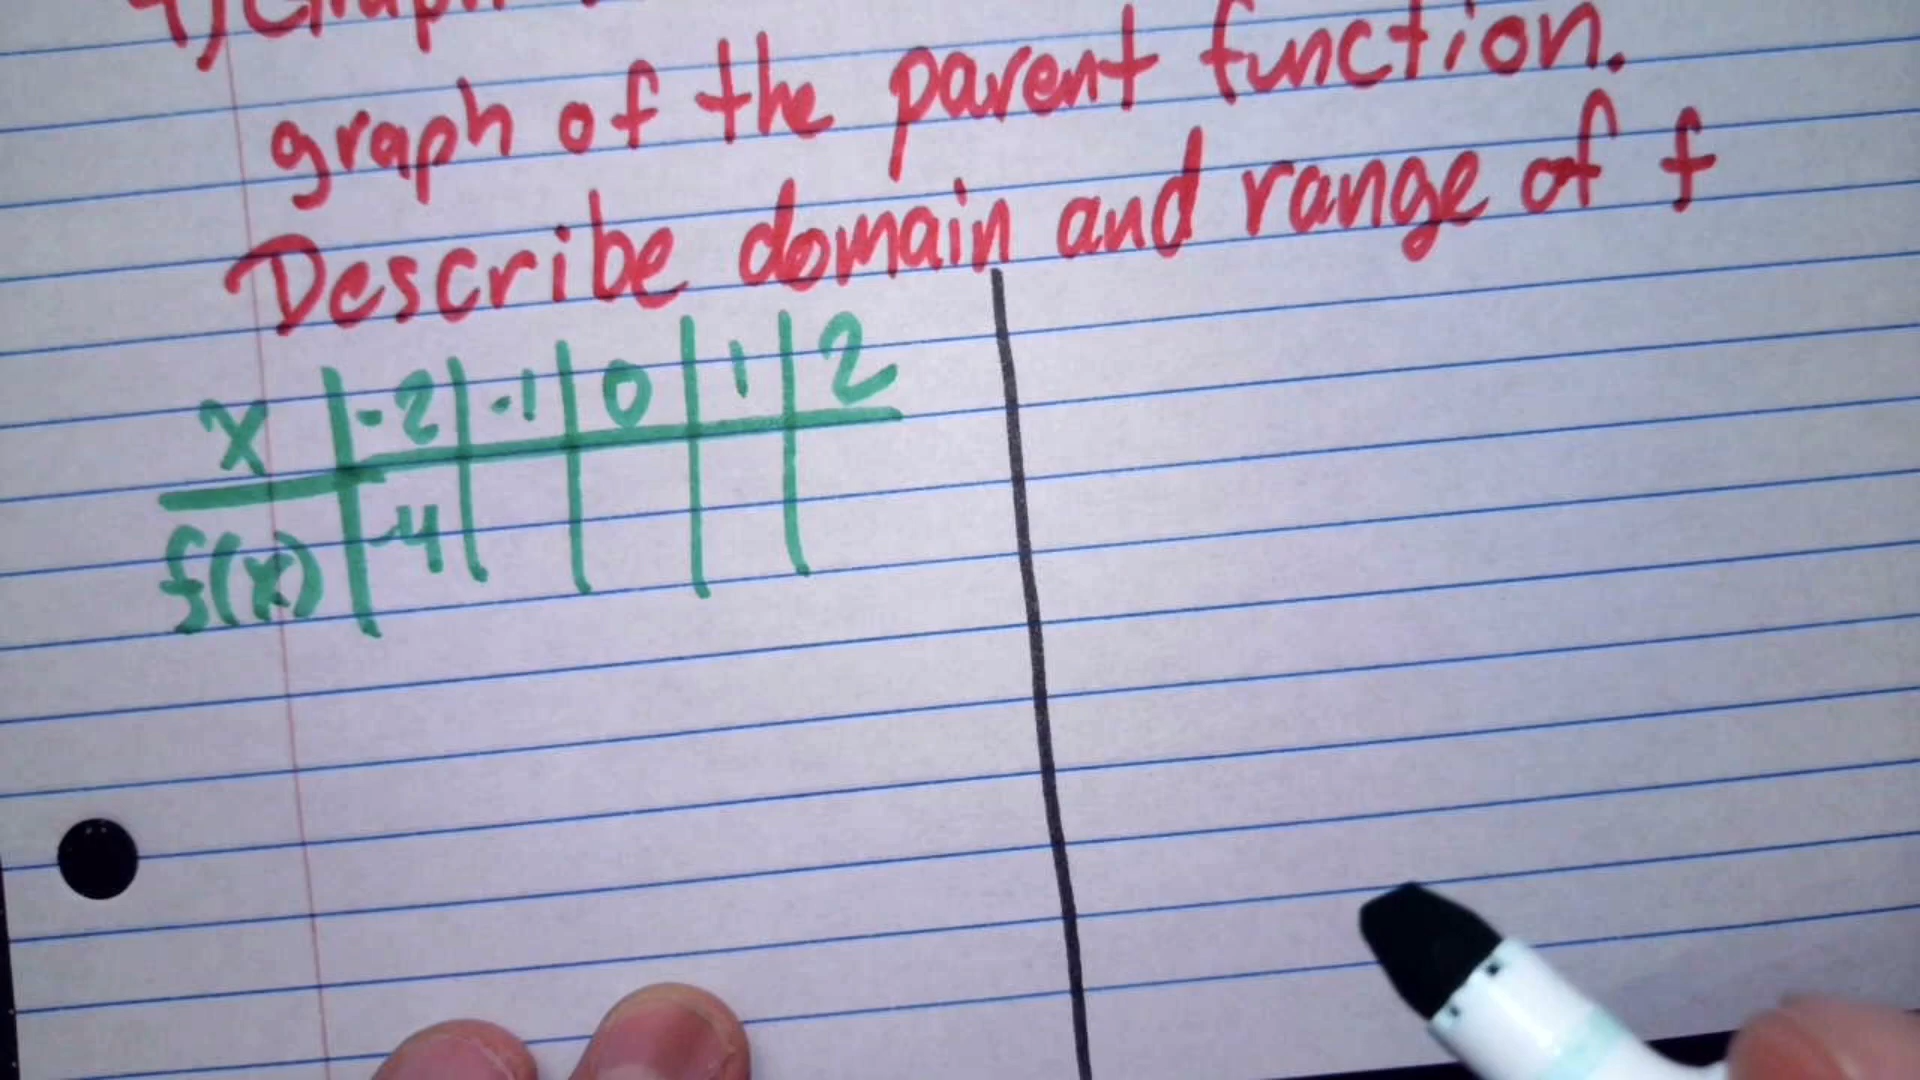 graph of the parent function.
Describe domain and range of f
x | -2 | -1 | 0 | 1 | 2
f(x) | -4